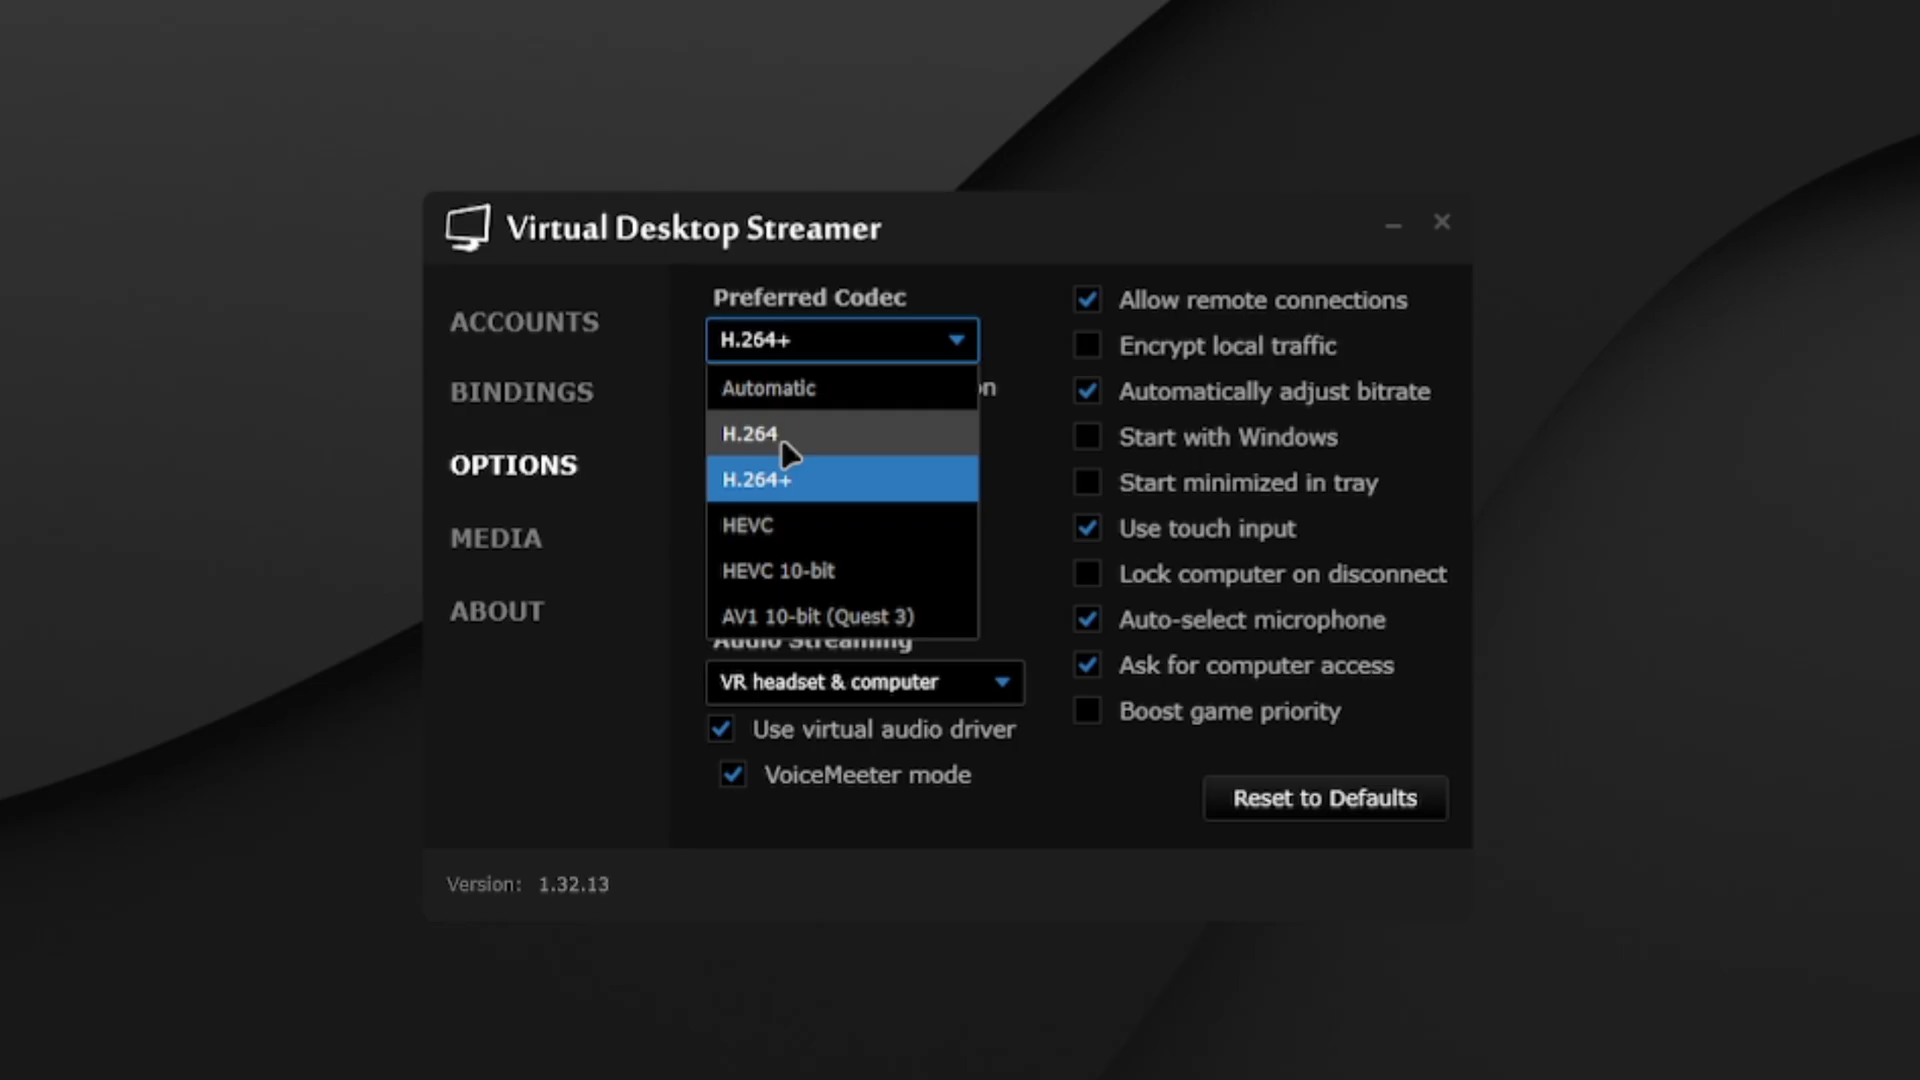 Virtual Desktop Streamer
ACCOUNTS
BINDINGS
OPTIONS
MEDIA
ABOUT
Preferred Codec
H.264+
Automatic
on
H.264
H.264+
HEVC
HEVC 10-bit
AV1 10-bit (Quest 3)
Audio Streaming
VR headset & computer
Use virtual audio driver
VoiceMeeter mode
Allow remote connections
Encrypt local traffic
Automatically adjust bitrate
Start with Windows
Start minimized in tray
Use touch input
Lock computer on disconnect
Auto-select microphone
Ask for computer access
Boost game priority
Reset to Defaults
Version: 1.32.13